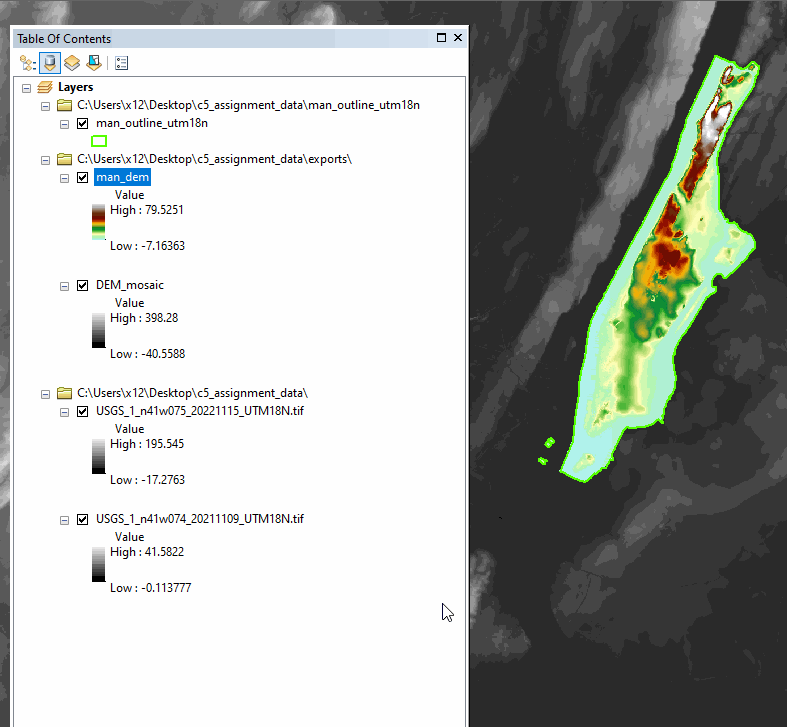 Table Of Contents
Layers
C:\Users\x12\Desktop\c5_assignment_data\man_outline_utm18n
man_outline_utm18n
C:\Users\x12\Desktop\c5_assignment_data\exports\
man_dem
Value
High : 79.5251
Low : -7.16363
DEM_mosaic
Value
High : 398.28
Low : -40.5588
C:\Users\x12\Desktop\c5_assignment_data\
USGS_1_n41w075_20221115_UTM18N.tif
Value
High : 195.545
Low : -17.2763
USGS_1_n41w074_20211109_UTM18N.tif
Value
High : 41.5822
Low : -0.113777